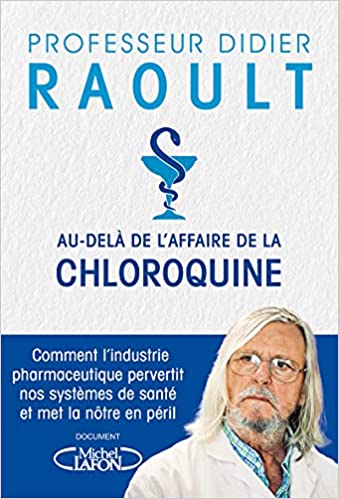 PROFESSEUR DIDIER
RAOULT
AU-DELÀ DE L'AFFAIRE DE LA
CHLOROQUINE
Comment l'industrie
pharmaceutique pervertit
nos systèmes de santé
et met la nôtre en péril
DOCUMENT
Michel
LAFON